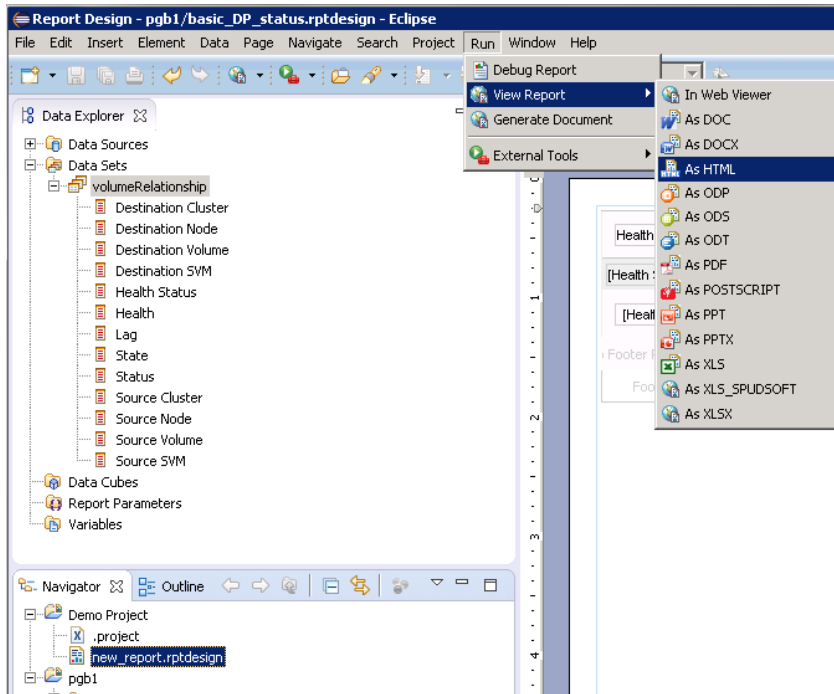 Report Design - pgb1/basic_DP_status.rptdesign - Eclipse
File Edit Insert Element Data Page Navigate Search Project Run Window Help
Debug Report
View Report
Generate Document
External Tools
In Web Viewer
As DOC
As DOCX
As HTML
As ODP
As ODS
As ODT
As PDF
As POSTSCRIPT
As PPT
As PPTX
As XLS
As XLS_SPUDSOFT
As XLSX
Data Explorer
Data Sources
Data Sets
volumeRelationship
Destination Cluster
Destination Node
Destination Volume
Destination SVM
Health Status
Health
Lag
State
Status
Source Cluster
Source Node
Source Volume
Source SVM
Data Cubes
Report Parameters
Variables
Health
[Health
Footer
1
2
3
4
Navigator Outline
Demo Project
.project
new_report.rptdesign
pgb1